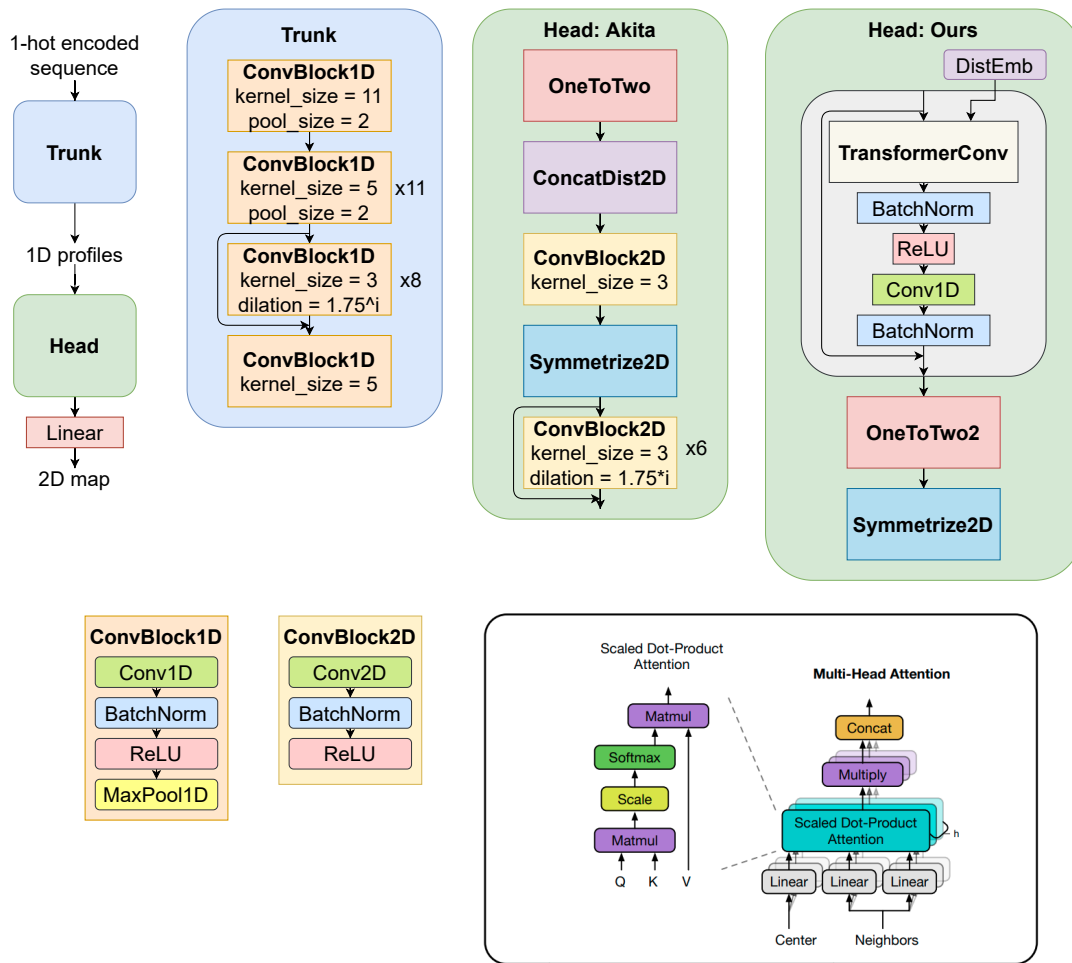 1-hot encoded
sequence
Trunk
1D profiles
Head
Linear
2D map
Trunk
ConvBlock1D
kernel_size = 11
pool_size = 2
ConvBlock1D
kernel_size = 5
pool_size = 2
x11
ConvBlock1D
kernel_size = 3
dilation = 1.75^i
x8
ConvBlock1D
kernel_size = 5
Head: Akita
OneToTwo
ConcatDist2D
ConvBlock2D
kernel_size = 3
Symmetrize2D
ConvBlock2D
kernel_size = 3
dilation = 1.75*i
x6
Head: Ours
DistEmb
TransformerConv
BatchNorm
ReLU
Conv1D
BatchNorm
OneToTwo2
Symmetrize2D
ConvBlock1D
Conv1D
BatchNorm
ReLU
MaxPool1D
ConvBlock2D
Conv2D
BatchNorm
ReLU
Scaled Dot-Product
Attention
Matmul
Softmax
Scale
Matmul
Q K V
Multi-Head Attention
Concat
Multiply
Scaled Dot-Product
Attention
h
Linear Linear Linear
Center Neighbors